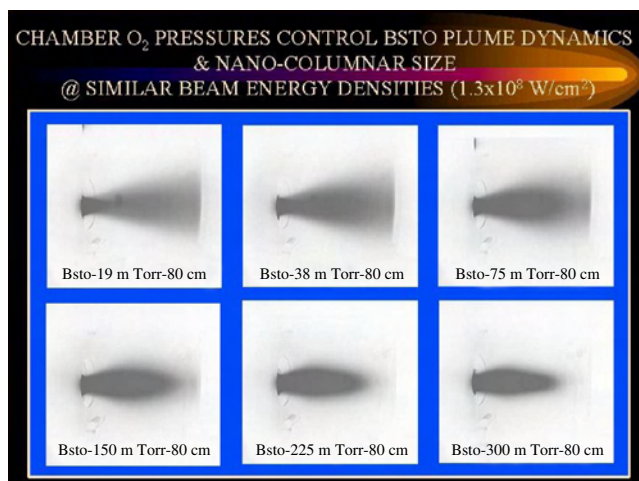 CHAMBER O₂ PRESSURES CONTROL BSTO PLUME DYNAMICS
& NANO-COLUMNAR SIZE
@ SIMILAR BEAM ENERGY DENSITIES (1.3x10⁸ W/cm²)
Bsto-19 m Torr-80 cm
Bsto-38 m Torr-80 cm
Bsto-75 m Torr-80 cm
Bsto-150 m Torr-80 cm
Bsto-225 m Torr-80 cm
Bsto-300 m Torr-80 cm